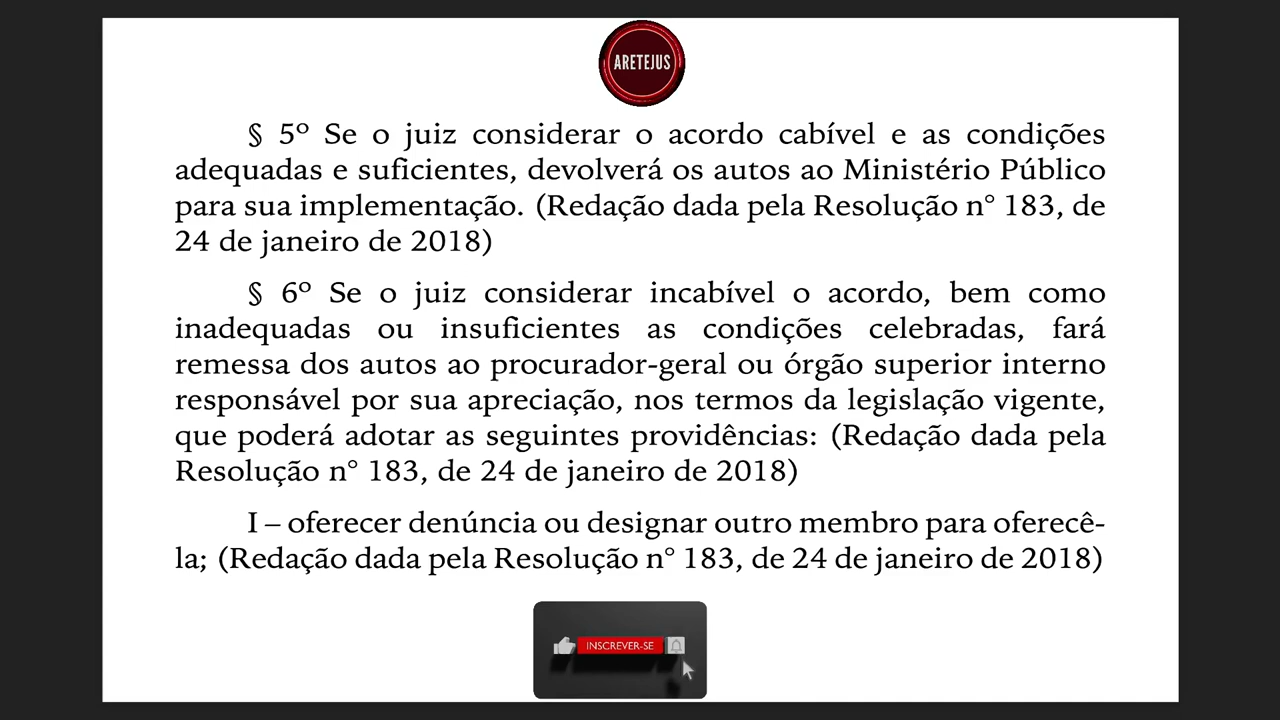 ARETEJUS
§ 5º Se o juiz considerar o acordo cabível e as condições
adequadas e suficientes, devolverá os autos ao Ministério Público
para sua implementação. (Redação dada pela Resolução n° 183, de
24 de janeiro de 2018)
§ 6º Se o juiz considerar incabível o acordo, bem como
inadequadas ou insuficientes as condições celebradas, fará
remessa dos autos ao procurador-geral ou órgão superior interno
responsável por sua apreciação, nos termos da legislação vigente,
que poderá adotar as seguintes providências: (Redação dada pela
Resolução n° 183, de 24 de janeiro de 2018)
I – oferecer denúncia ou designar outro membro para oferecê-
la; (Redação dada pela Resolução n° 183, de 24 de janeiro de 2018)
INSCREVER-SE